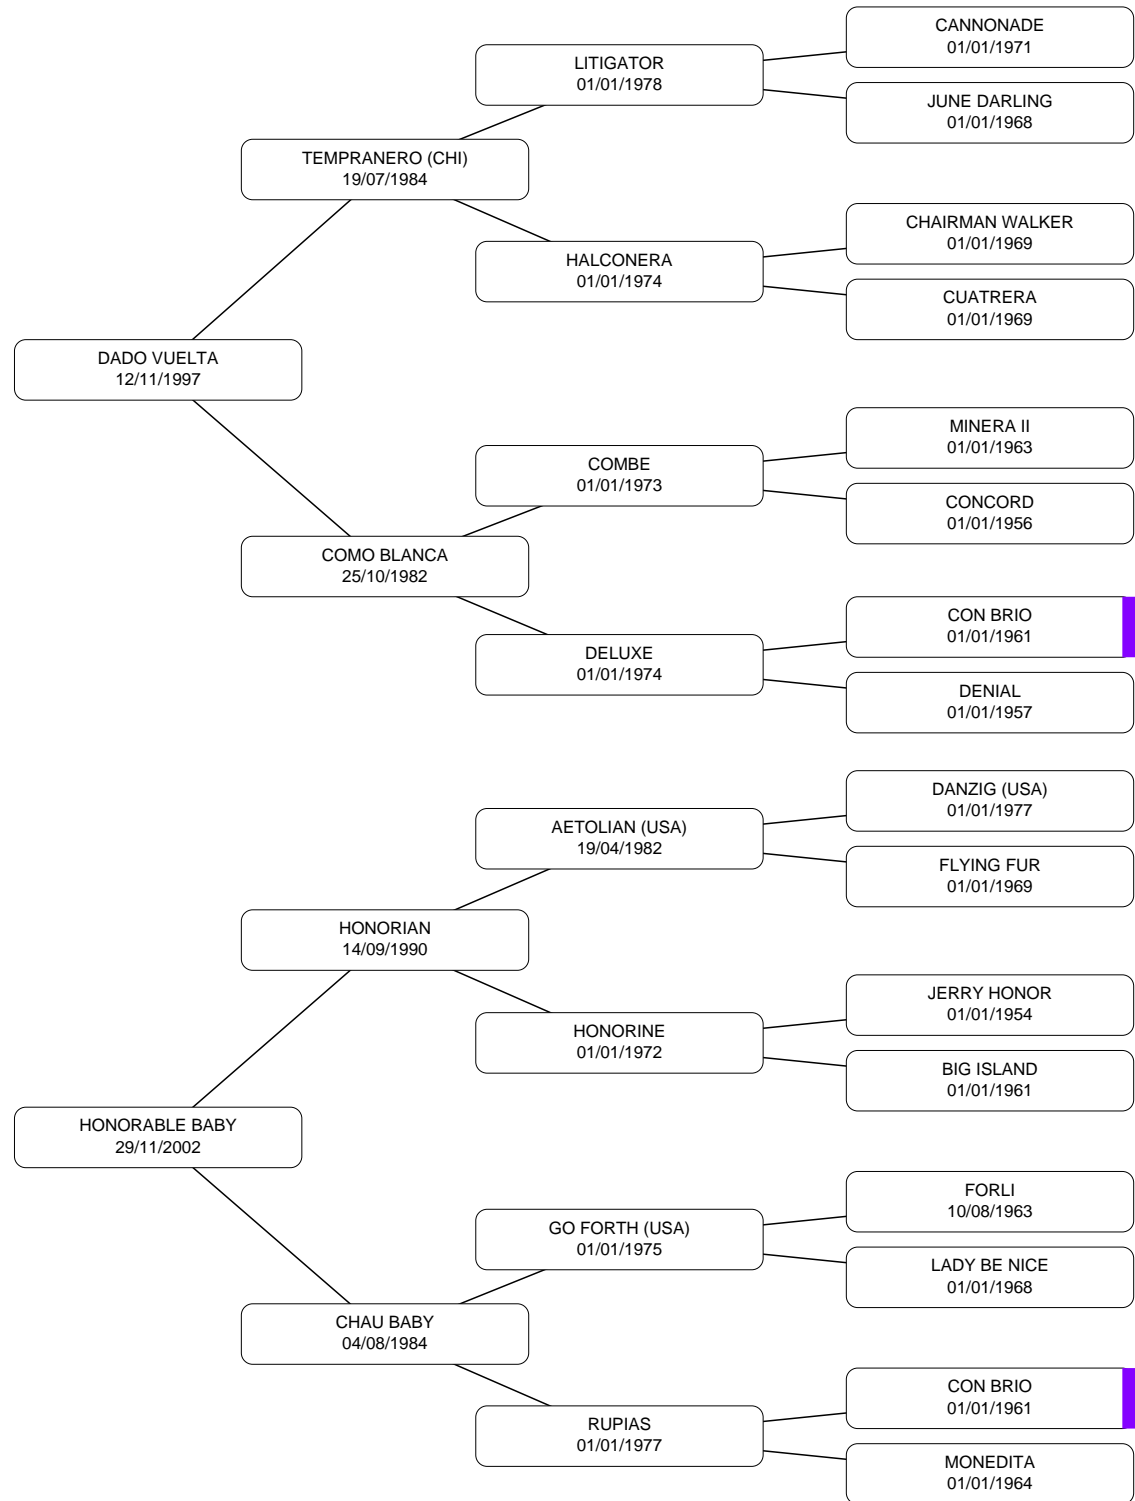 CANNONADE
01/01/1971
LITIGATOR
01/01/1978
JUNE DARLING
01/01/1968
TEMPRANERO (CHI)
19/07/1984
CHAIRMAN WALKER
01/01/1969
HALCONERA
01/01/1974
CUATRERA
01/01/1969
DADO VUELTA
12/11/1997
MINERA II
01/01/1963
COMBE
01/01/1973
CONCORD
01/01/1956
COMO BLANCA
25/10/1982
CON BRIO
01/01/1961
DELUXE
01/01/1974
DENIAL
01/01/1957
DANZIG (USA)
01/01/1977
AETOLIAN (USA)
19/04/1982
FLYING FUR
01/01/1969
HONORIAN
14/09/1990
JERRY HONOR
01/01/1954
HONORINE
01/01/1972
BIG ISLAND
01/01/1961
HONORABLE BABY
29/11/2002
FORLI
10/08/1963
GO FORTH (USA)
01/01/1975
LADY BE NICE
01/01/1968
CHAU BABY
04/08/1984
CON BRIO
01/01/1961
RUPIAS
01/01/1977
MONEDITA
01/01/1964